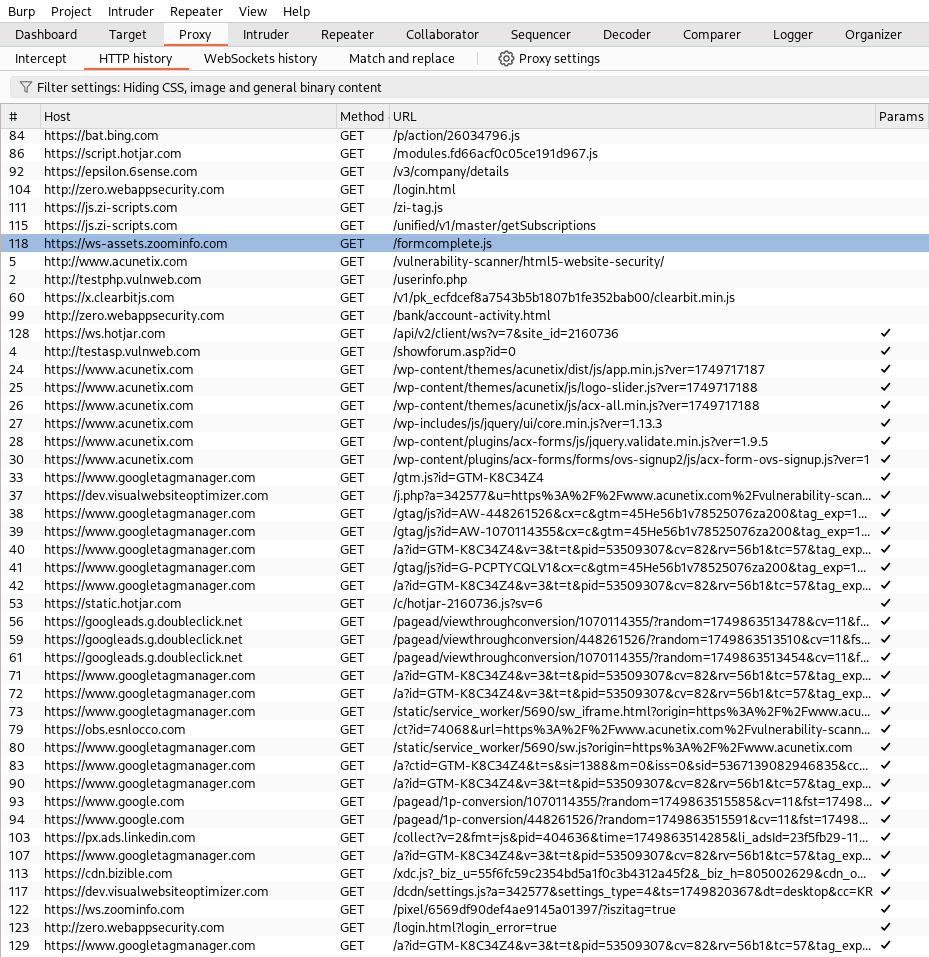 Burp Project Intruder Repeater View Help
Dashboard Target Proxy Intruder Repeater Collaborator Sequencer Decoder Comparer Logger Organizer
Intercept HTTP history WebSockets history Match and replace Proxy settings
Filter settings: Hiding CSS, image and general binary content
# Host Method URL Params
84 https://bat.bing.com GET /p/action/26034796.js
86 https://script.hotjar.com GET /modules.fd66acf0c05ce191d967.js
92 https://epsilon.6sense.com GET /v3/company/details
104 http://zero.webappsecurity.com GET /login.html
111 https://js.zi-scripts.com GET /zi-tag.js
115 https://js.zi-scripts.com GET /unified/v1/master/getSubscriptions
118 https://ws-assets.zoominfo.com GET /formcomplete.js
5 http://www.acunetix.com GET /vulnerability-scanner/html5-website-security/
2 http://testphp.vulnweb.com GET /userinfo.php
60 https://x.clearbitjs.com GET /v1/pk_ecfdcef8a7543b5b1807b1fe352bab00/clearbit.min.js
99 http://zero.webappsecurity.com GET /bank/account-activity.html
128 https://ws.hotjar.com GET /api/v2/client/ws?v=7&site_id=2160736 ✓
4 http://testasp.vulnweb.com GET /showforum.asp?id=0 ✓
24 https://www.acunetix.com GET /wp-content/themes/acunetix/dist/js/app.min.js?ver=1749717187 ✓
25 https://www.acunetix.com GET /wp-content/themes/acunetix/js/logo-slider.js?ver=1749717188 ✓
26 https://www.acunetix.com GET /wp-content/themes/acunetix/js/acx-all.min.js?ver=1749717188 ✓
27 https://www.acunetix.com GET /wp-includes/js/jquery/ui/core.min.js?ver=1.13.3 ✓
28 https://www.acunetix.com GET /wp-content/plugins/acx-forms/js/jquery.validate.min.js?ver=1.9.5 ✓
30 https://www.acunetix.com GET /wp-content/plugins/acx-forms/forms/ovs-signup2/js/acx-form-ovs-signup.js?ver=1 ✓
33 https://www.googletagmanager.com GET /gtm.js?id=GTM-K8C34Z4 ✓
37 https://dev.visualwebsiteoptimizer.com GET /j.php?a=342577&u=https%3A%2F%2Fwww.acunetix.com%2Fvulnerability-scan... ✓
38 https://www.googletagmanager.com GET /gtag/js?id=AW-448261526&cx=c&gtm=45He56b1v78525076za200&tag_exp=1... ✓
39 https://www.googletagmanager.com GET /gtag/js?id=AW-1070114355&cx=c&gtm=45He56b1v78525076za200&tag_exp=1... ✓
40 https://www.googletagmanager.com GET /a?id=GTM-K8C34Z4&v=3&t=t&pid=53509307&cv=82&rv=56b1&tc=57&tag_exp... ✓
41 https://www.googletagmanager.com GET /gtag/js?id=G-PCPTYCQLV1&cx=c&gtm=45He56b1v78525076za200&tag_exp=1... ✓
42 https://www.googletagmanager.com GET /a?id=GTM-K8C34Z4&v=3&t=t&pid=53509307&cv=82&rv=56b1&tc=57&tag_exp... ✓
53 https://static.hotjar.com GET /c/hotjar-2160736.js?sv=6 ✓
56 https://googleads.g.doubleclick.net GET /pagead/viewthroughconversion/1070114355/?random=1749863513478&cv=11&f... ✓
59 https://googleads.g.doubleclick.net GET /pagead/viewthroughconversion/448261526/?random=1749863513510&cv=11&fs... ✓
61 https://googleads.g.doubleclick.net GET /pagead/viewthroughconversion/1070114355/?random=1749863513454&cv=11&f... ✓
71 https://www.googletagmanager.com GET /a?id=GTM-K8C34Z4&v=3&t=t&pid=53509307&cv=82&rv=56b1&tc=57&tag_exp... ✓
72 https://www.googletagmanager.com GET /a?id=GTM-K8C34Z4&v=3&t=t&pid=53509307&cv=82&rv=56b1&tc=57&tag_exp... ✓
73 https://www.googletagmanager.com GET /static/service_worker/5690/sw_iframe.html?origin=https%3A%2F%2Fwww.acu... ✓
79 https://obs.esnlocco.com GET /ct?id=74068&url=https%3A%2F%2Fwww.acunetix.com%2Fvulnerability-scann... ✓
80 https://www.googletagmanager.com GET /static/service_worker/5690/sw.js?origin=https%3A%2F%2Fwww.acunetix.com ✓
83 https://www.googletagmanager.com GET /a?ctid=GTM-K8C34Z4&t=s&si=1388&m=0&iss=0&sid=5367139082946835&cc... ✓
90 https://www.googletagmanager.com GET /a?id=GTM-K8C34Z4&v=3&t=t&pid=53509307&cv=82&rv=56b1&tc=57&tag_exp... ✓
93 https://www.google.com GET /pagead/1p-conversion/1070114355/?random=1749863515585&cv=11&fst=17498... ✓
94 https://www.google.com GET /pagead/1p-conversion/448261526/?random=1749863515591&cv=11&fst=17498... ✓
103 https://px.ads.linkedin.com GET /collect?v=2&fmt=js&pid=404636&time=1749863514285&li_adsId=23f5fb29-11... ✓
107 https://www.googletagmanager.com GET /a?id=GTM-K8C34Z4&v=3&t=t&pid=53509307&cv=82&rv=56b1&tc=57&tag_exp... ✓
113 https://cdn.bizible.com GET /xdc.js?_biz_u=55f6fc59c2354bd5a1f0c3b4312a45f2&_biz_h=805002629&cdn_o... ✓
117 https://dev.visualwebsiteoptimizer.com GET /dcdn/settings.js?a=342577&settings_type=4&ts=1749820367&dt=desktop&cc=KR ✓
122 https://ws.zoominfo.com GET /pixel/6569df90def4ae9145a01397/?iszitag=true ✓
123 http://zero.webappsecurity.com GET /login.html?login_error=true ✓
129 https://www.googletagmanager.com GET /a?id=GTM-K8C34Z4&v=3&t=t&pid=53509307&cv=82&rv=56b1&tc=57&tag_exp... ✓